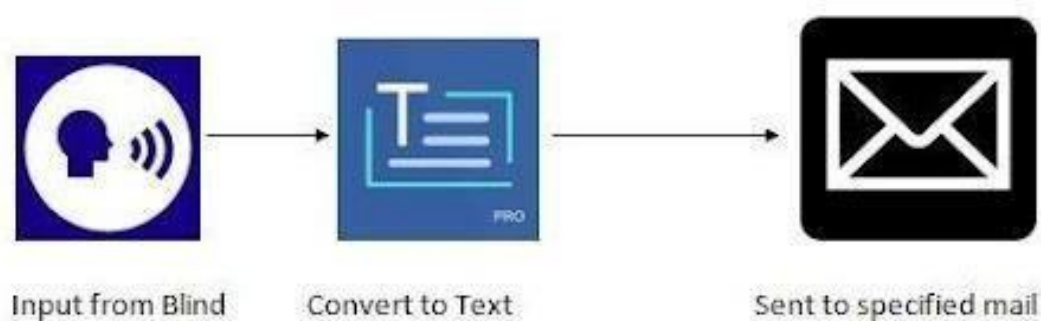 T
PRO
Input from Blind
Convert to Text
Sent to specified mail